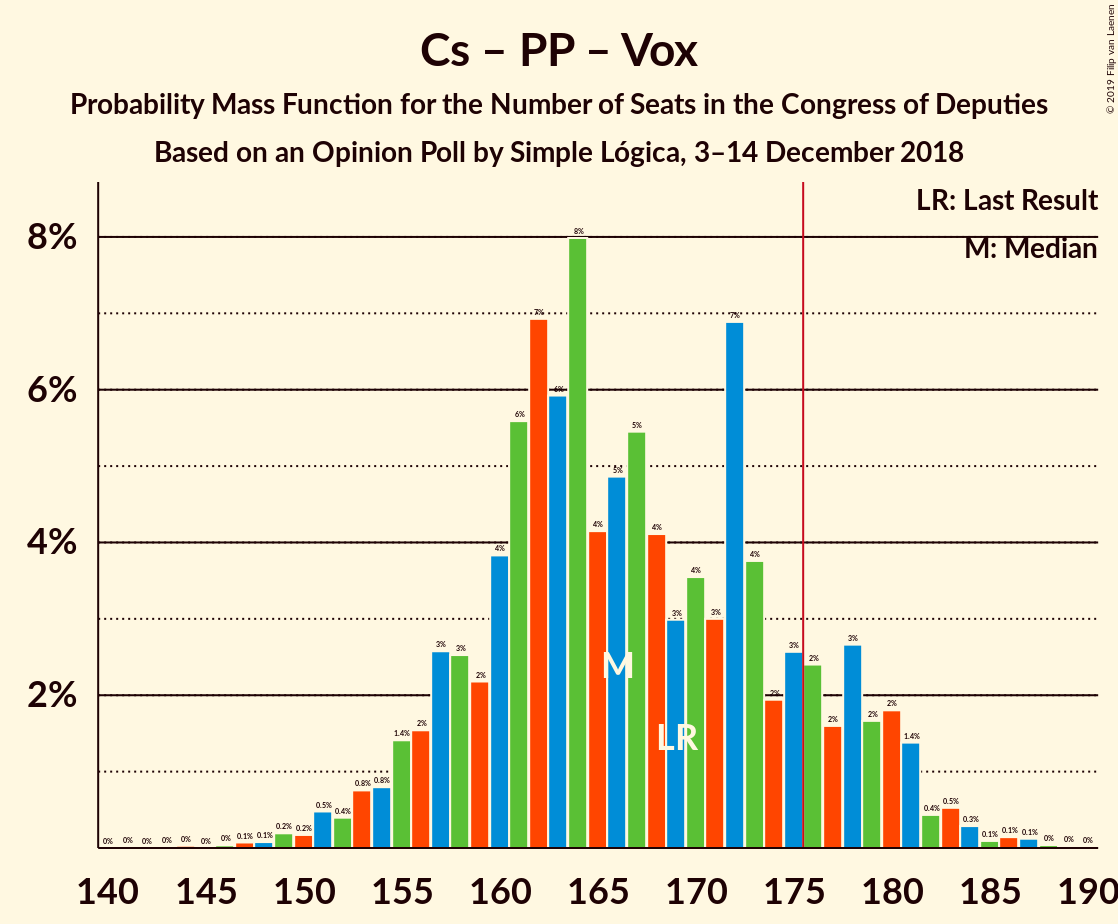 Cs – PP – Vox
Probability Mass Function for the Number of Seats in the Congress of Deputies
Based on an Opinion Poll by Simple Lógica, 3–14 December 2018
© 2019 Filip van Laenen
LR: Last Result
M: Median
8%
6%
4%
2%
0% 0% 0% 0% 0% 0% 0% 0.1% 0.1% 0.2% 0.2% 0.5% 0.4% 0.8% 0.8% 1.4% 2% 3% 3% 2% 4% 6% 7% 6% 8% 4% 5% 5% 4% 3% 4% 3% 7% 4% 2% 3% 2% 2% 3% 2% 2% 1.4% 0.4% 0.5% 0.3% 0.1% 0.1% 0.1% 0% 0% 0%
M
LR
140 145 150 155 160 165 170 175 180 185 190